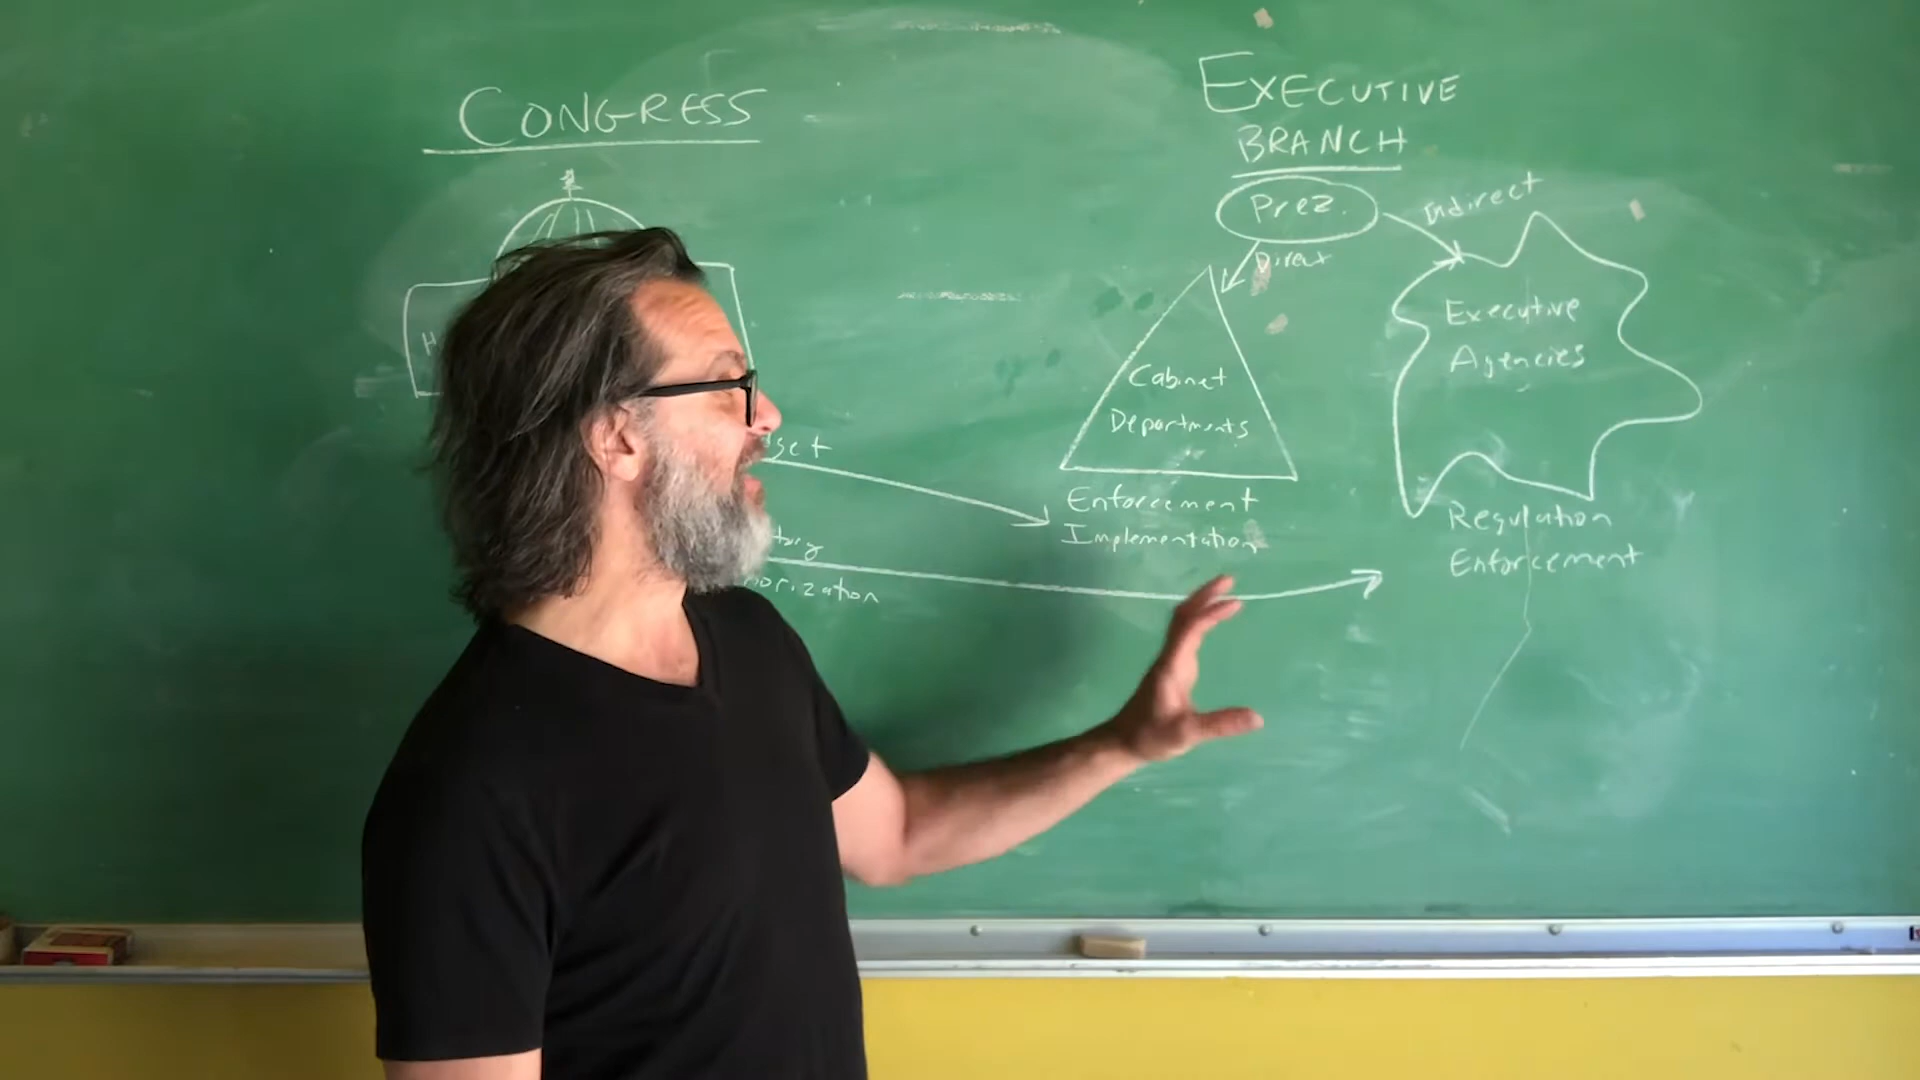 CONGRESS
EXECUTIVE
BRANCH
Prez.
Indirect
Direct
Executive
Agencies
Cabinet
Departments
Enforcement
Implementation
Regulation
Enforcement